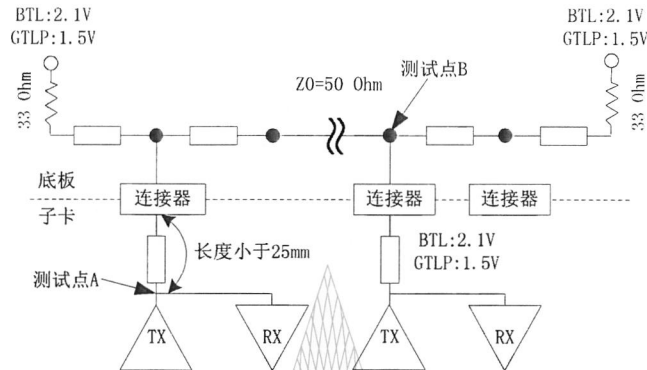 BTL:2.1V
GTLP:1.5V
BTL:2.1V
GTLP:1.5V
33 Ohm
Z0=50 Ohm
测试点B
33 Ohm
底板
子卡
连接器
连接器
连接器
长度小于25mm
BTL:2.1V
GTLP:1.5V
测试点A
TX
RX
TX
RX